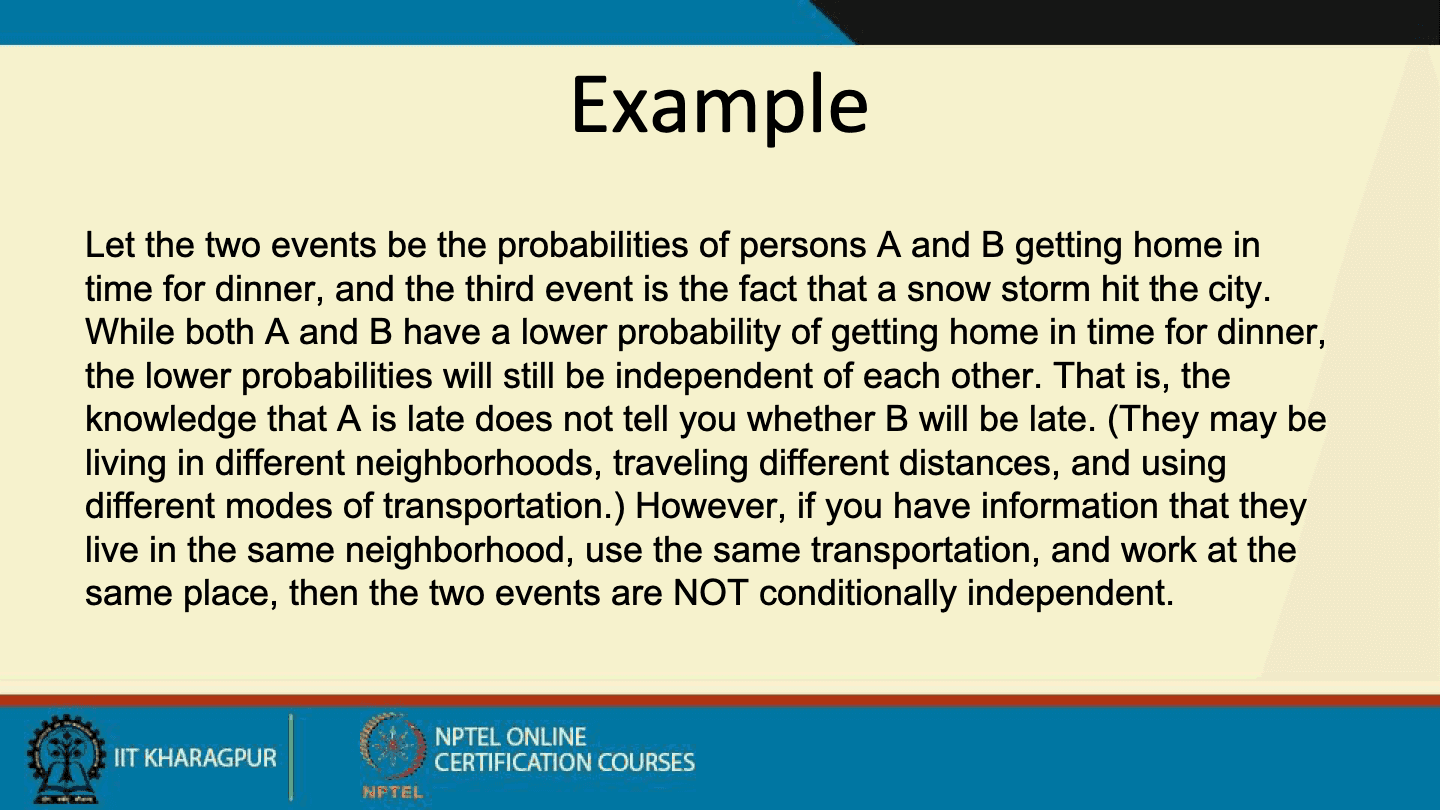 Example
Let the two events be the probabilities of persons A and B getting home in
time for dinner, and the third event is the fact that a snow storm hit the city.
While both A and B have a lower probability of getting home in time for dinner,
the lower probabilities will still be independent of each other. That is, the
knowledge that A is late does not tell you whether B will be late. (They may be
living in different neighborhoods, traveling different distances, and using
different modes of transportation.) However, if you have information that they
live in the same neighborhood, use the same transportation, and work at the
same place, then the two events are NOT conditionally independent.
IIT KHARAGPUR
NPTEL
NPTEL ONLINE
CERTIFICATION COURSES